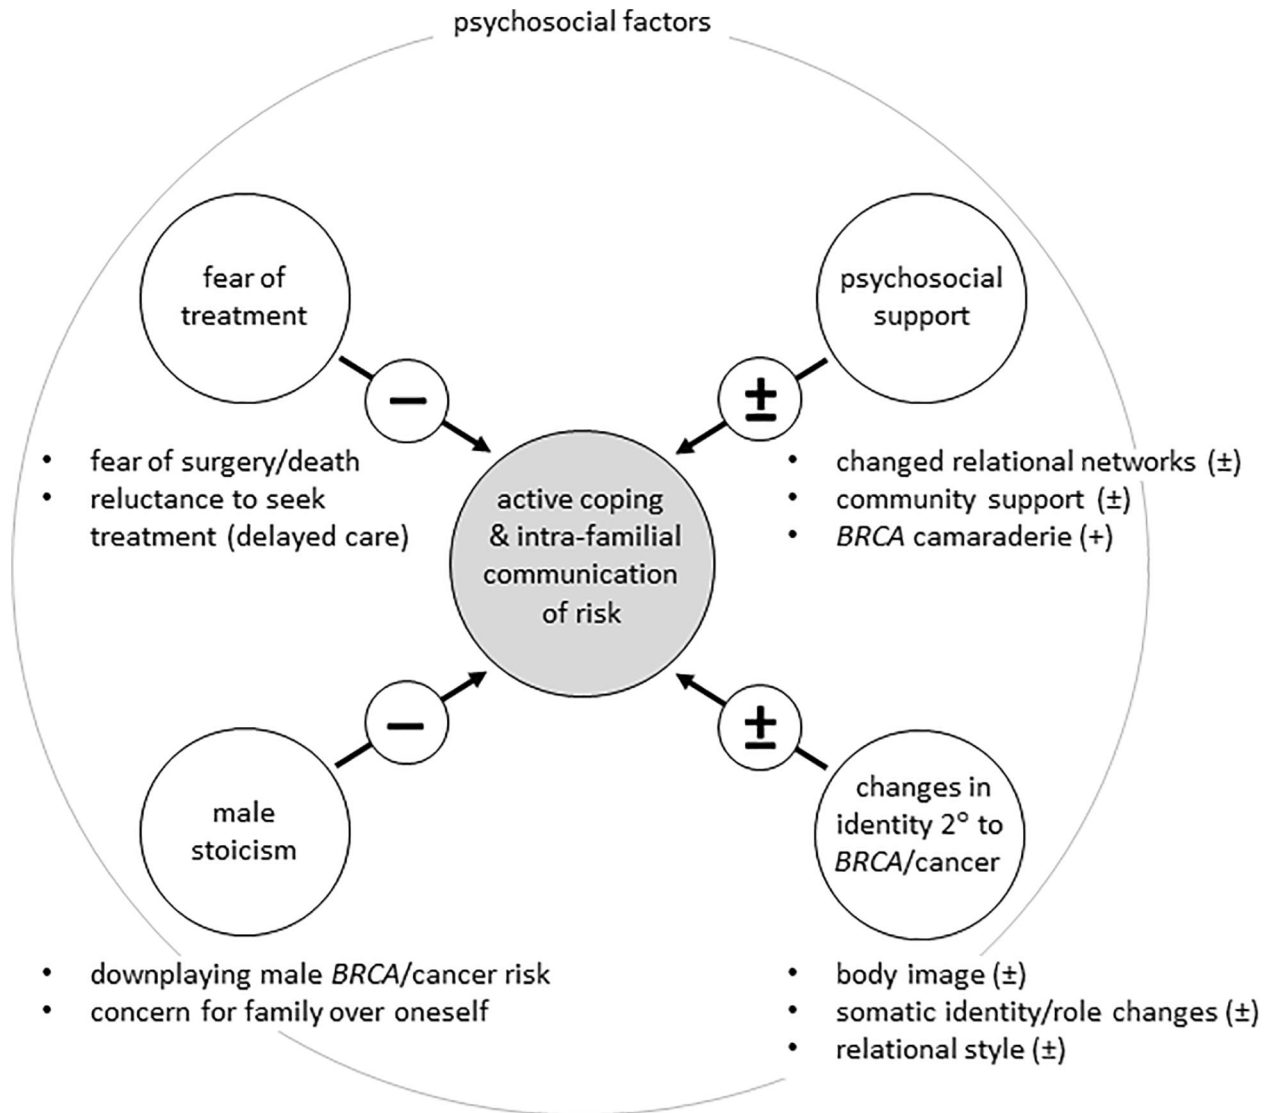 psychosocial factors
fear of
treatment
psychosocial
support
−
±
• fear of surgery/death
• reluctance to seek
treatment (delayed care)
active coping
& intra-familial
communication
of risk
• changed relational networks (±)
• community support (±)
• BRCA camaraderie (+)
−
±
male
stoicism
changes in
identity 2° to
BRCA/cancer
• downplaying male BRCA/cancer risk
• concern for family over oneself
• body image (±)
• somatic identity/role changes (±)
• relational style (±)